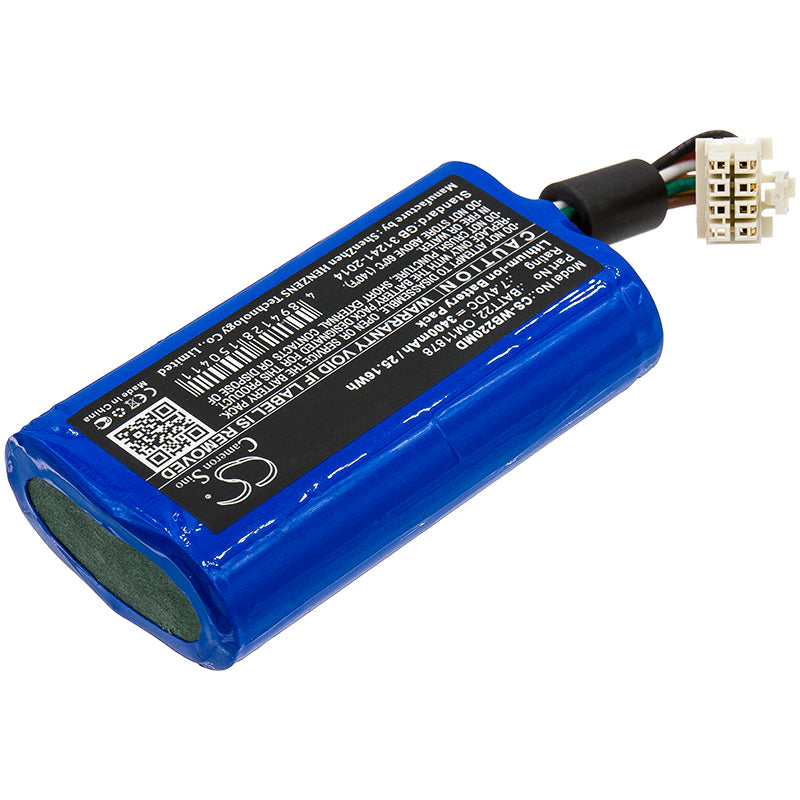 Model No.:CS-WB220MD
Part No.:BATT22, OM11878
Lithium-ion Battery Pack
7.4VDC = 3400mAh / 25.16Wh
CAUTION: WARRANTY VOID IF LABEL IS REMOVED
-DO NOT ATTEMPT TO DISASSEMBLE OPEN OR SERVICE THE BATTERY PACK.
-REPLACE ONLY WITH BATTERY DESIGNATED FOR THIS PRODUCT.
-DO NOT CRUSH, PUNCTURE, SHORT EXTERNAL CONTACTS OR DISPOSE OF
IN FIRE OR WATER.
-DO NOT STORE ABOVE 60°C (140°F).
Standard:GB 31241-2014
Manufacture by :ShenZhen HENZENS Technology Co., Limited
Made in China
CS
Cameron Sino